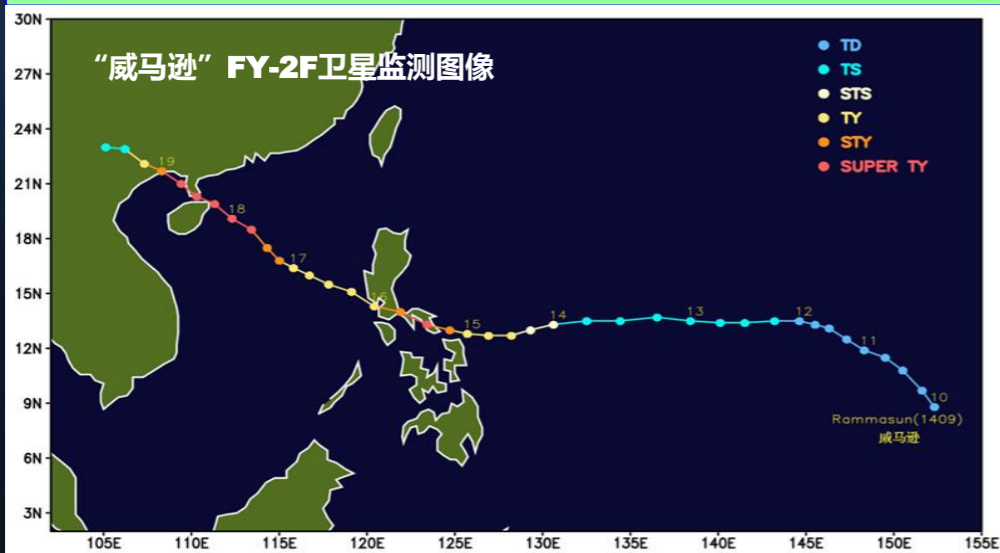 “威马逊”FY-2F卫星监测图像
TD
TS
STS
TY
STY
SUPER TY
30N
27N
24N
21N
18N
15N
12N
9N
6N
3N
19
18
17
16
15
14
13
12
11
10
Rammasun(1409)
威马逊
105E 110E 115E 120E 125E 130E 135E 140E 145E 150E 155E